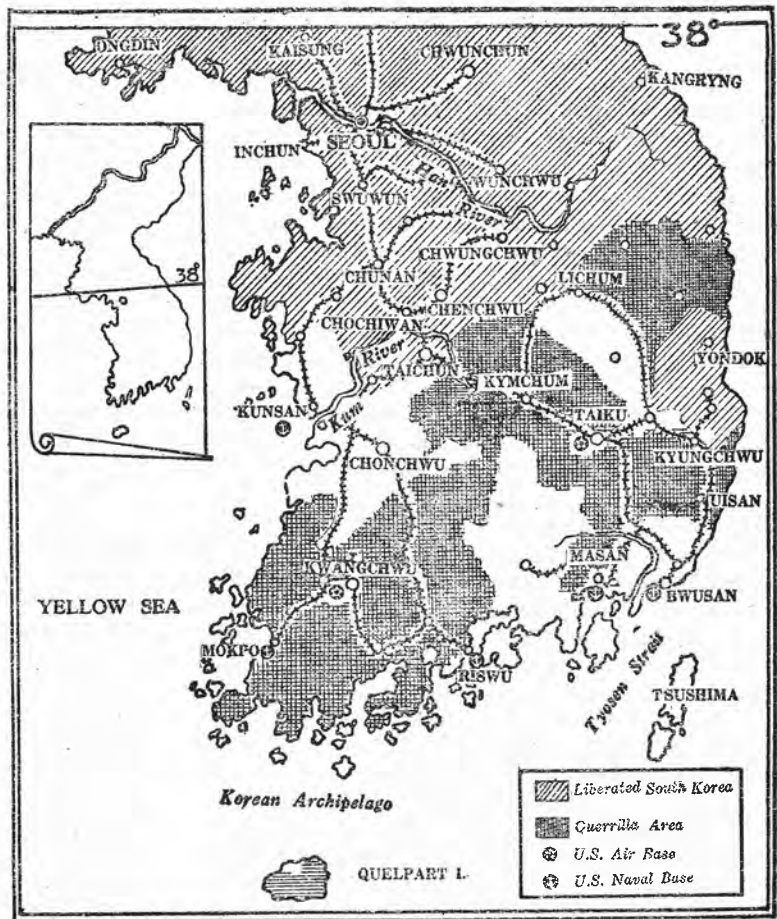 38°
ONGDIN
KAISUNG
CHWUNCEUN
KANGRYNG
SEOUL
INCHUN
Han River
WUNCHWU
SWUWUN
CHWUNGCHWU
38°
CHUNAN
LICHUM
CHENCHWU
CHOCHIWAN
YONDOK
Kum River
TAICHUN
KYMCHUM
KUNSAN
TAIKU
KYUNGCHWU
CHONCHWU
UISAN
MASAN
KWANGCHWU
BWUSAN
YELLOW SEA
MOKPO
RISWU
Tyosen Strait
TSUSHIMA
Korean Archipelago
QUELPART I.
Liberated South Korea
Guerrilla Area
U.S. Air Base
U.S. Naval Base